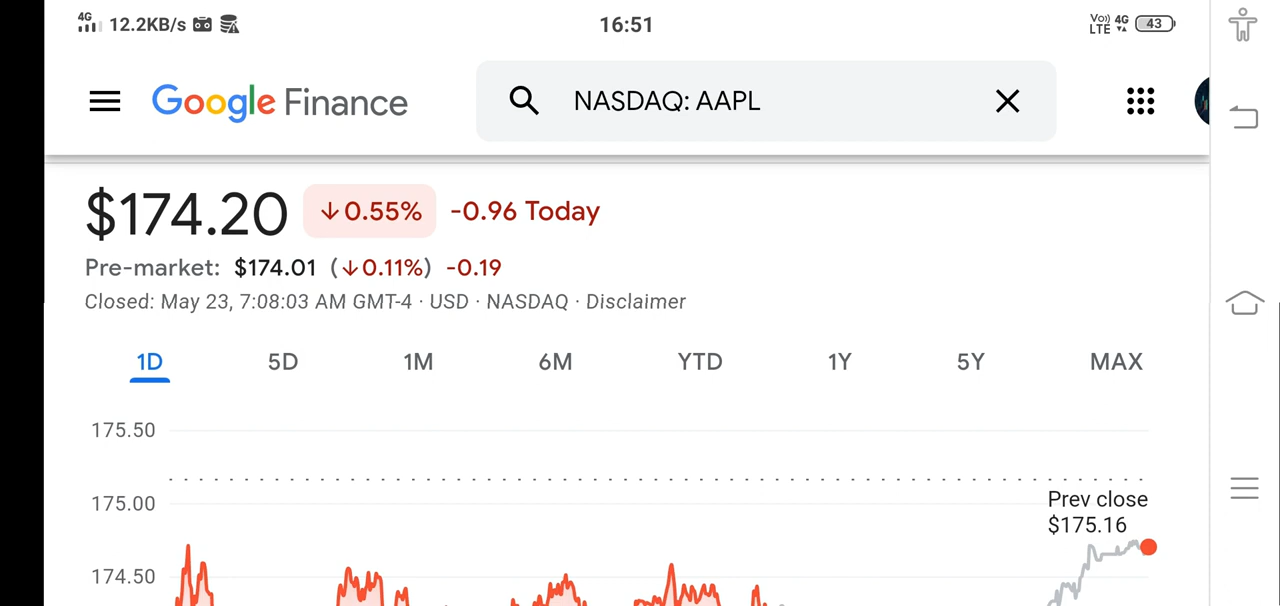 4G 12.2KB/s 16:51 Vo)) LTE 4G 43
Google Finance NASDAQ: AAPL
$174.20 ↓0.55% -0.96 Today
Pre-market: $174.01 (↓0.11%) -0.19
Closed: May 23, 7:08:03 AM GMT-4 · USD · NASDAQ · Disclaimer
1D 5D 1M 6M YTD 1Y 5Y MAX
175.50
175.00
Prev close
$175.16
174.50